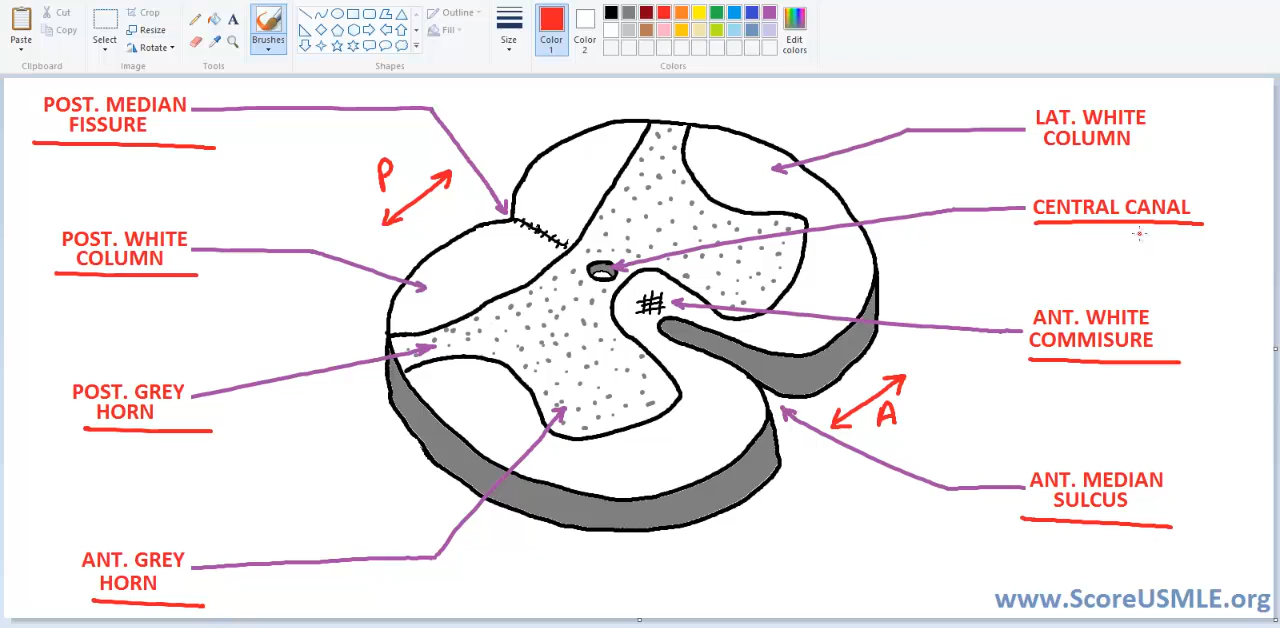 Paste
Cut
Copy
Clipboard
Select
Crop
Resize
Rotate
Image
A
Tools
Brushes
Shapes
Outline
Fill
Size
Color
1
Color
2
Edit
colors
Colors
POST. MEDIAN
FISSURE
P
POST. WHITE
COLUMN
POST. GREY
HORN
ANT. GREY
HORN
LAT. WHITE
COLUMN
CENTRAL CANAL
ANT. WHITE
COMMISURE
A
ANT. MEDIAN
SULCUS
www.ScoreUSMLE.org